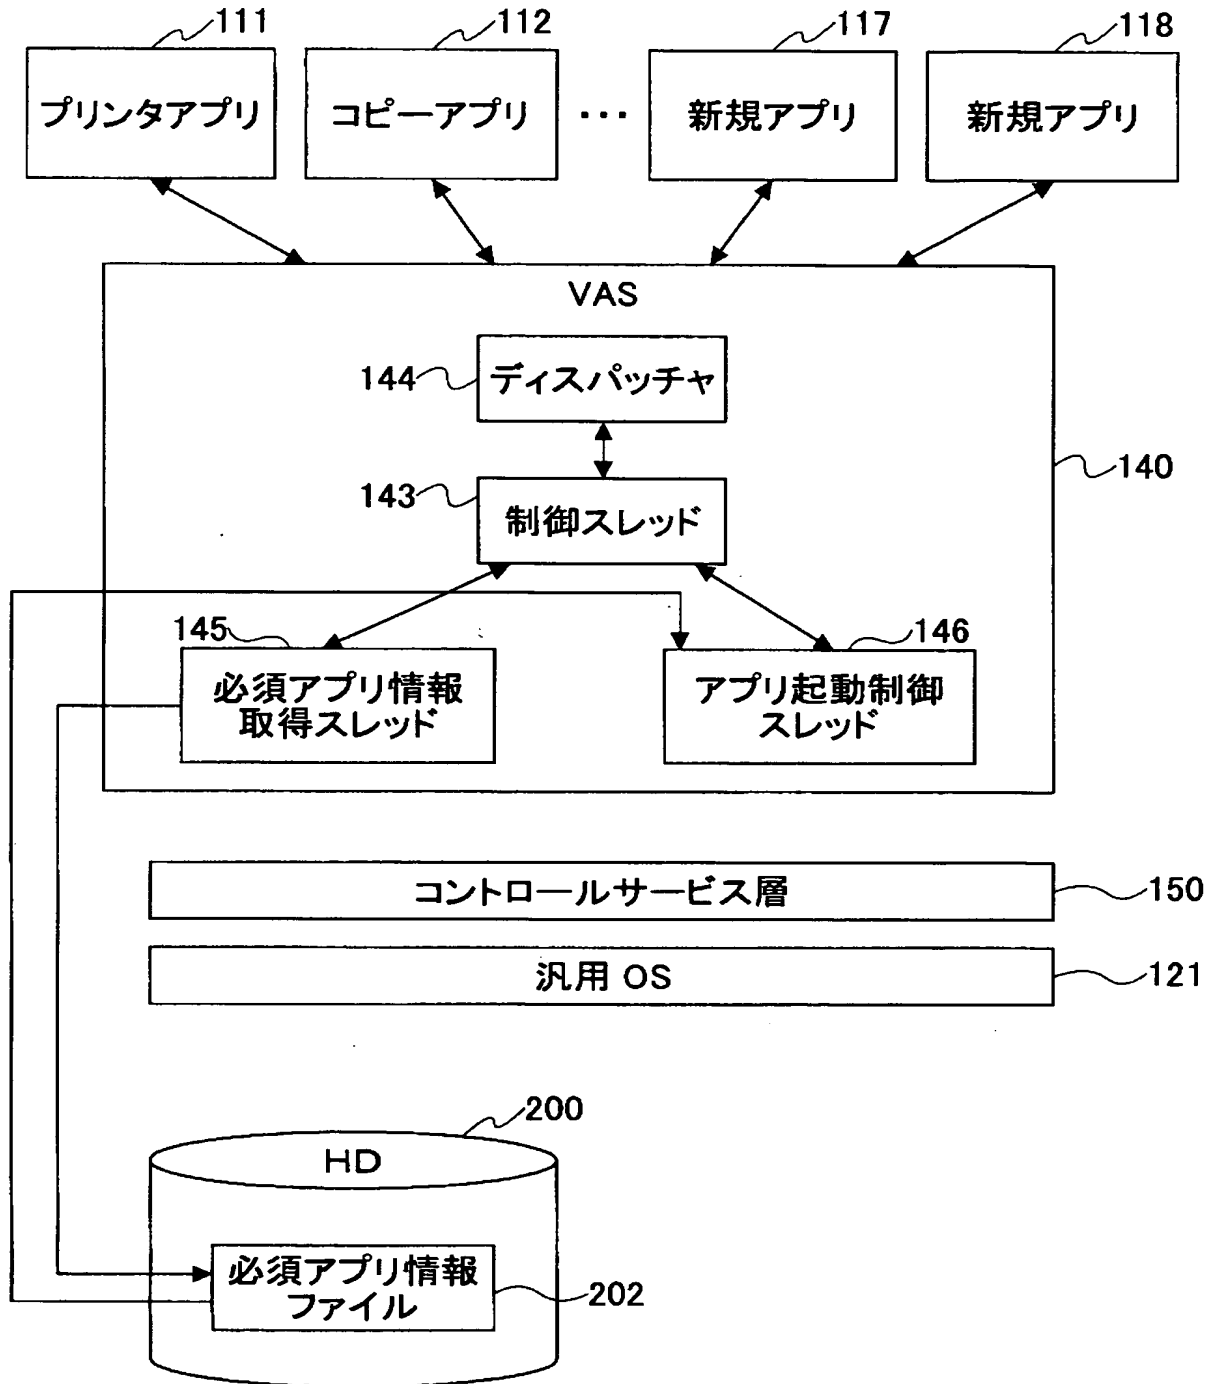 111
112
117
118
プリンタアプリ
コピーアプリ
・・・
新規アプリ
新規アプリ
VAS
144
ディスパッチャ
140
143
制御スレッド
145
146
必須アプリ情報
取得スレッド
アプリ起動制御
スレッド
コントロールサービス層
150
汎用 OS
121
200
HD
必須アプリ情報
ファイル
202